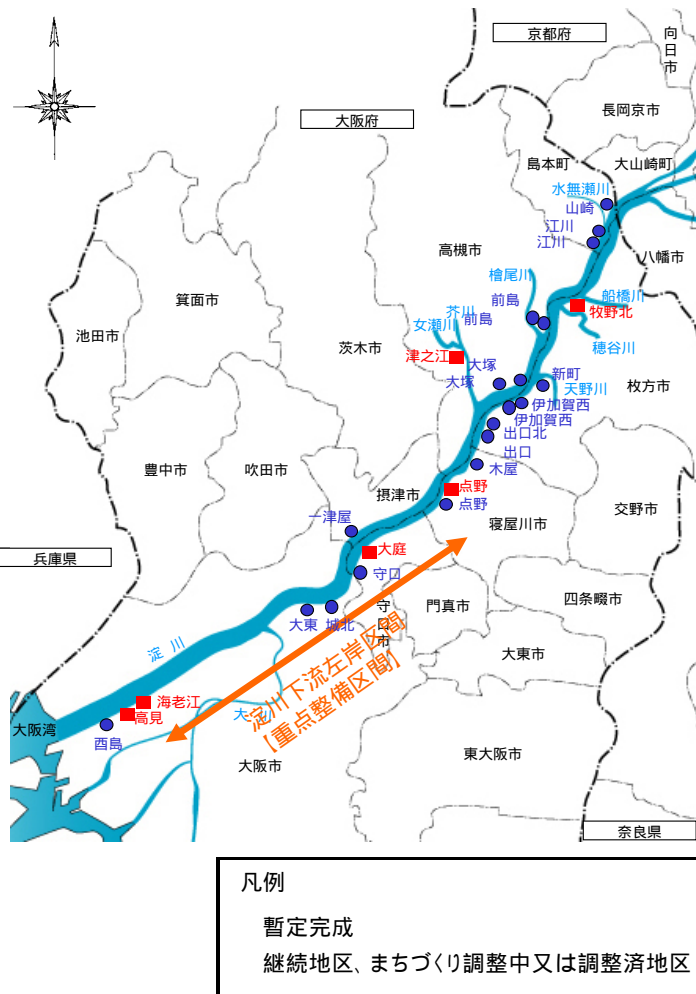 京都府
向日市
大阪府
長岡京市
島本町
大山崎町
水無瀬川
山崎
江川
江川
高槻市
八幡市
檜尾川
箕面市
前島
船橋川
牧野北
芥川
前島
女瀬川
池田市
茨木市
穂谷川
津之江
大塚
大塚
新町
天野川
枚方市
伊加賀西
伊加賀西
出口北
出口
豊中市
吹田市
木屋
摂津市
点野
点野
交野市
一津屋
寝屋川市
大庭
兵庫県
守口
門真市
四条畷市
守口市
大東
城北
淀川
大東市
淀川下流左岸区間
【重点整備区間】
海老江
高見
大阪湾
酉島
大阪市
東大阪市
奈良県
凡例
暫定完成
継続地区、まちづくり調整中又は調整済地区